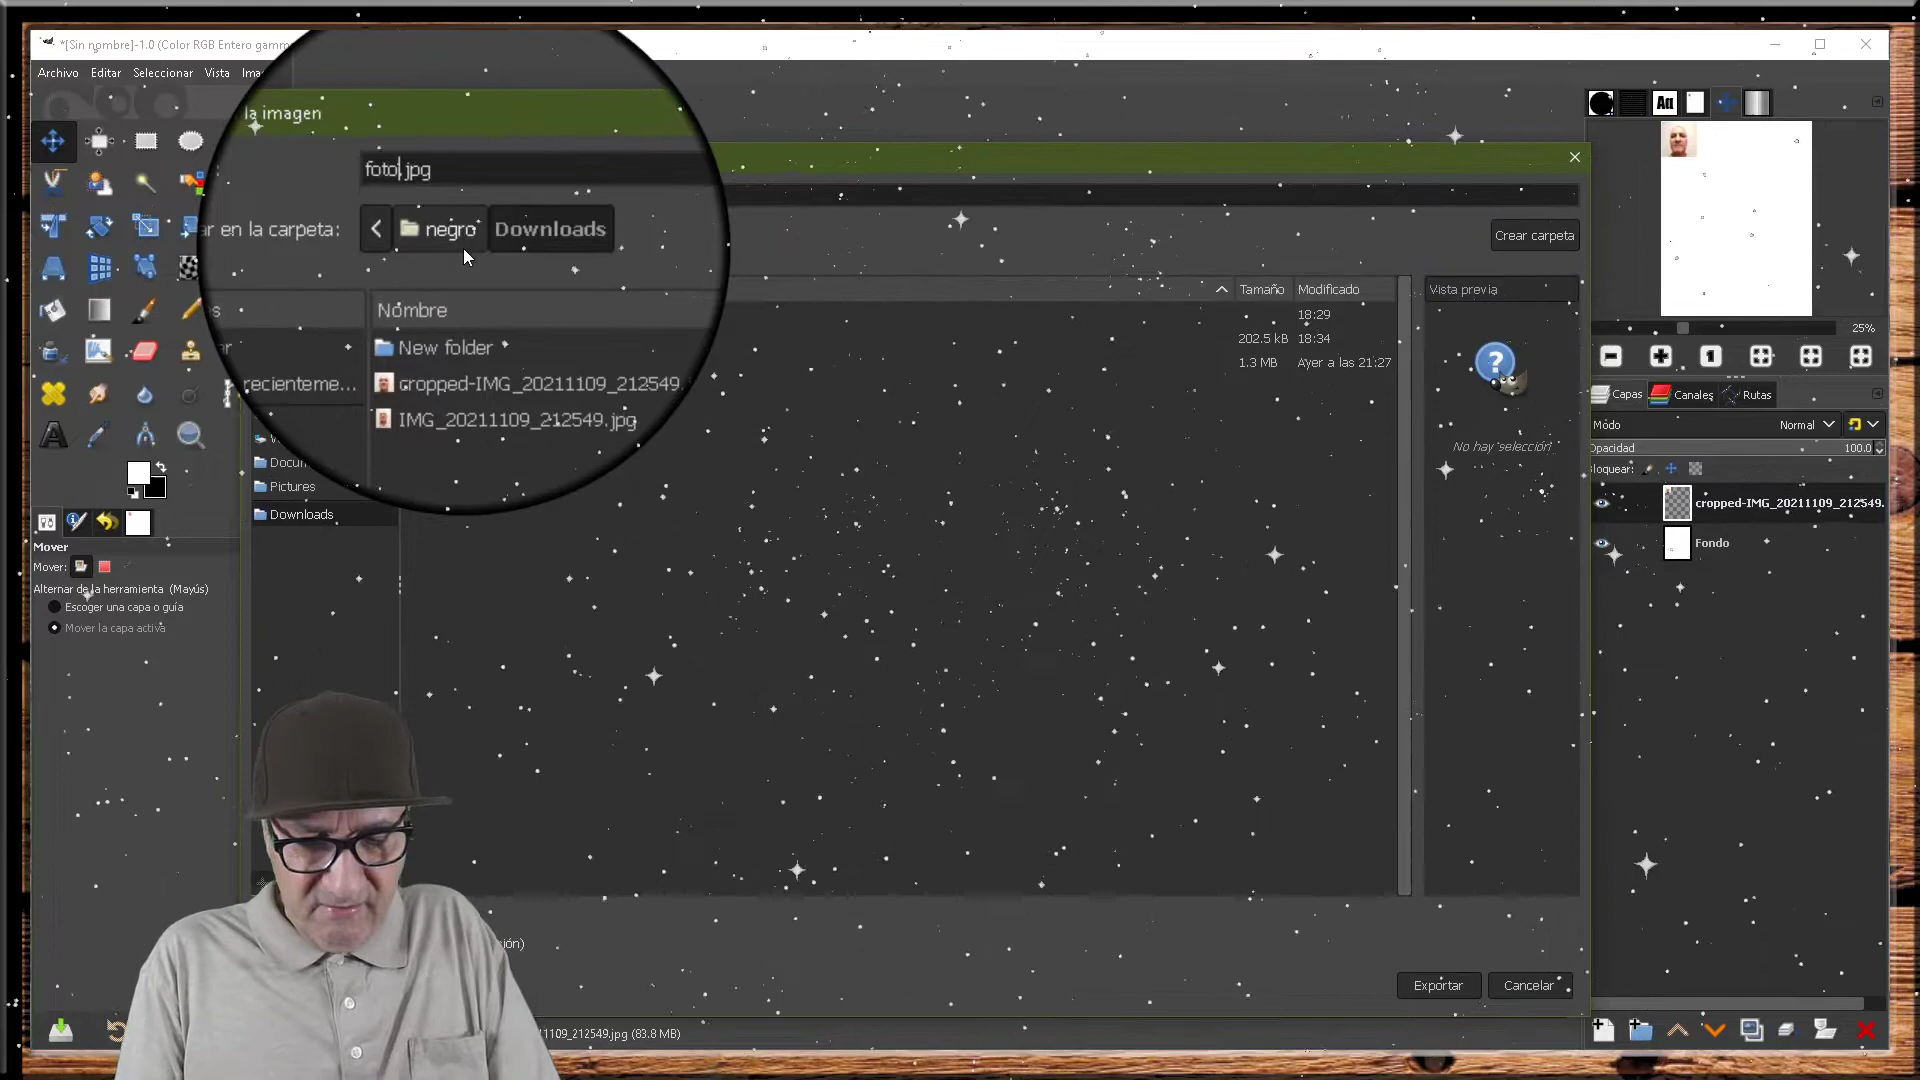 *[Sin nombre]-1.0 (Color RGB Entero gamm
Archivo Editar Seleccionar Vista Ima
la imagen
foto.jpg
ar en la carpeta: negro Downloads
Crear carpeta
Nombre
Tamaño Modificado
Vista previa
New folder
18:29
cropped-IMG_20211109_212549.
202.5 kB 18:34
IMG_20211109_212549.jpg
1.3 MB Ayer a las 21:27
recienteme...
Docum
Pictures
Downloads
No hay selección
25%
Capas Canales Rutas
Modo Normal
Opacidad 100.0
loquear:
cropped-IMG_20211109_212549.
Fondo
Mover
Mover:
Alternar de la herramienta (Mayús)
Escoger una capa o guía
Mover la capa activa
ión)
Exportar Cancelar
1109_212549.jpg (83.8 MB)